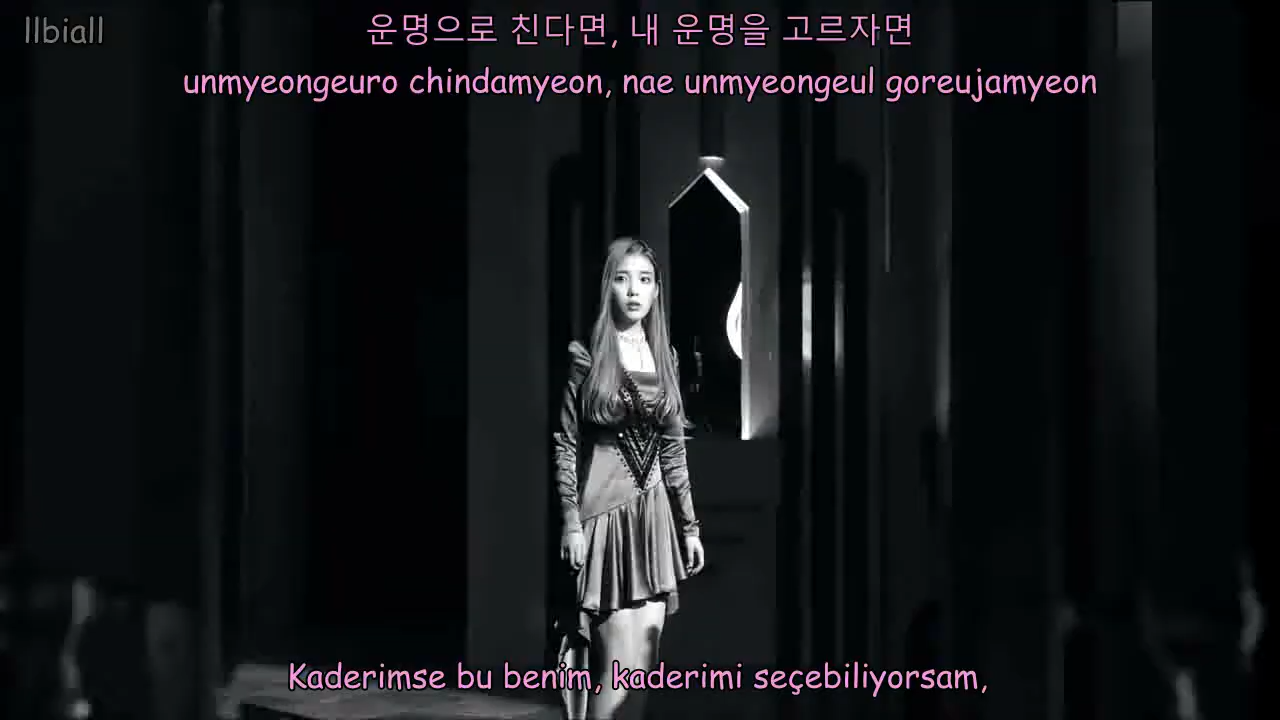 llbiall
운명으로 친다면, 내 운명을 고르자면
unmyeongeuro chindamyeon, nae unmyeongeul goreujamyeon
Kaderimse bu benim, kaderimi seçebiliyorsam,